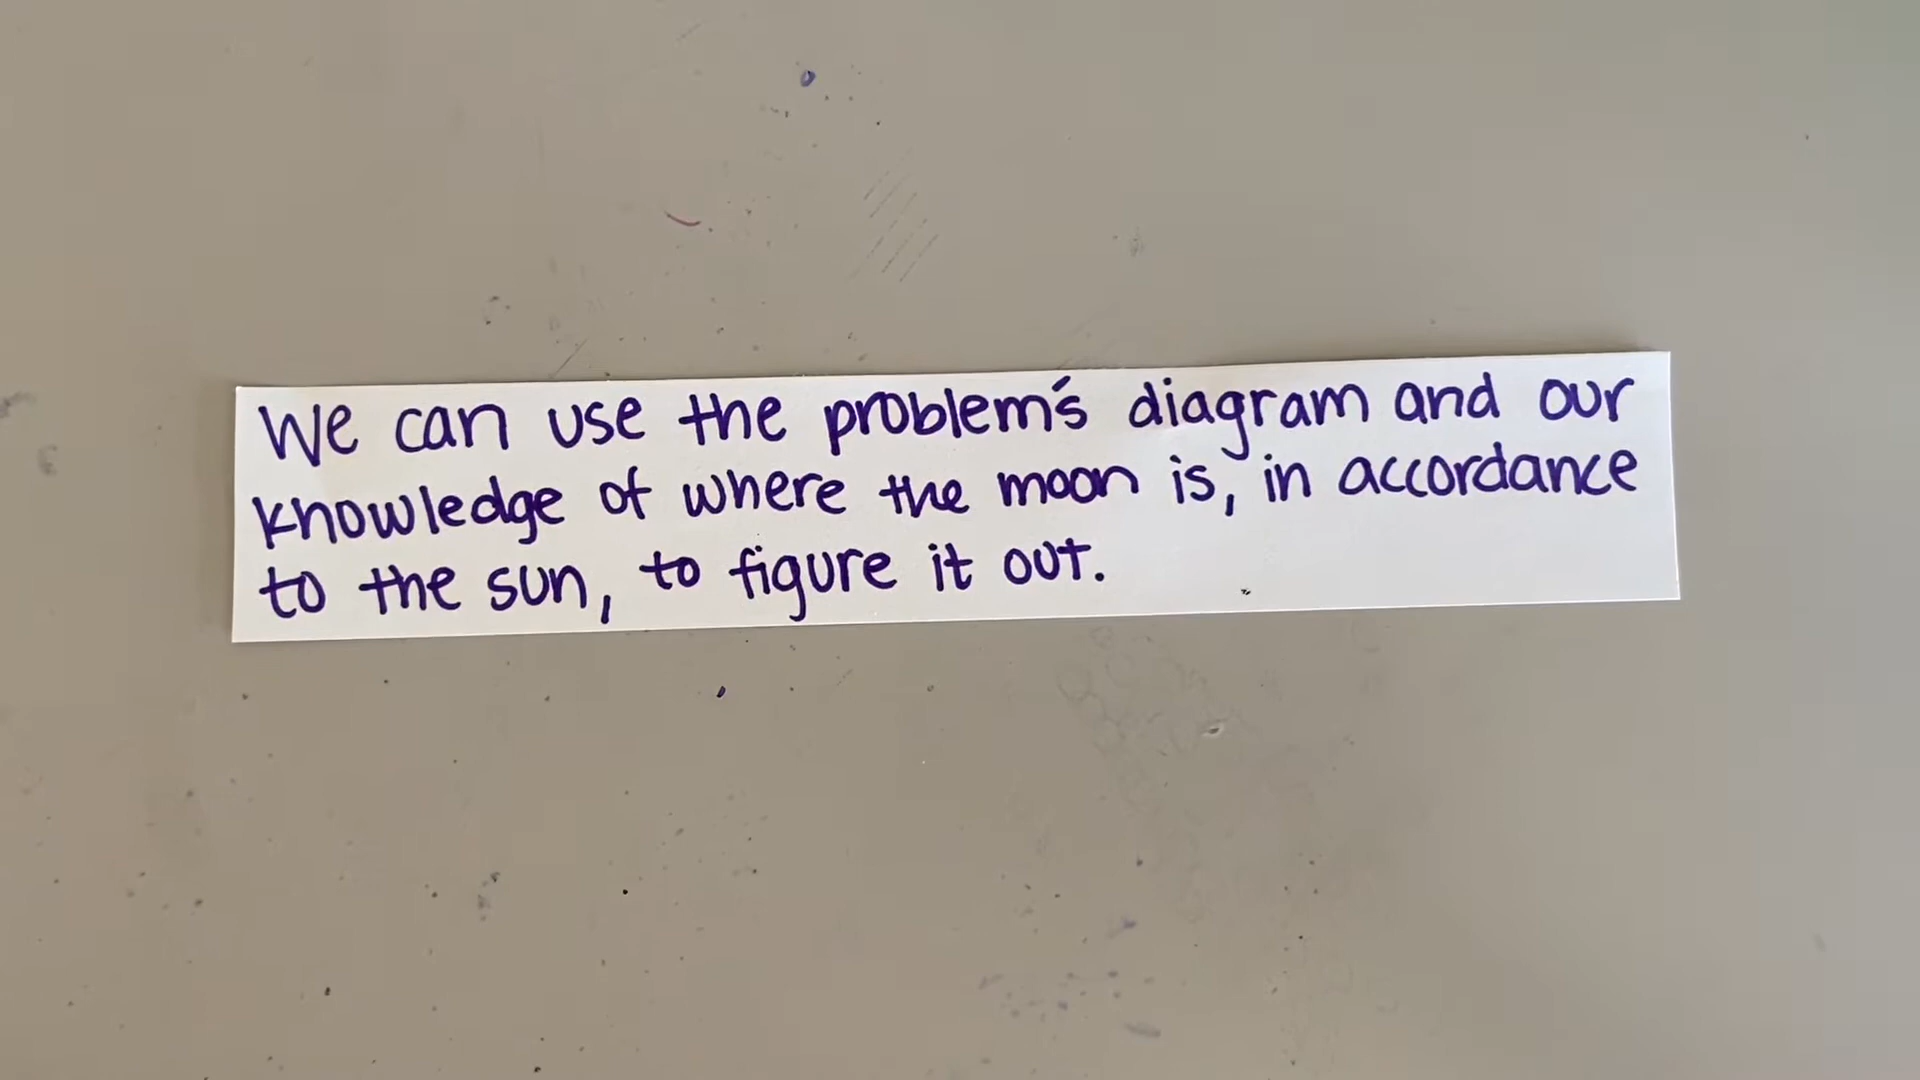 We can use the problem's diagram and our
knowledge of where the moon is, in accordance
to the sun, to figure it out.